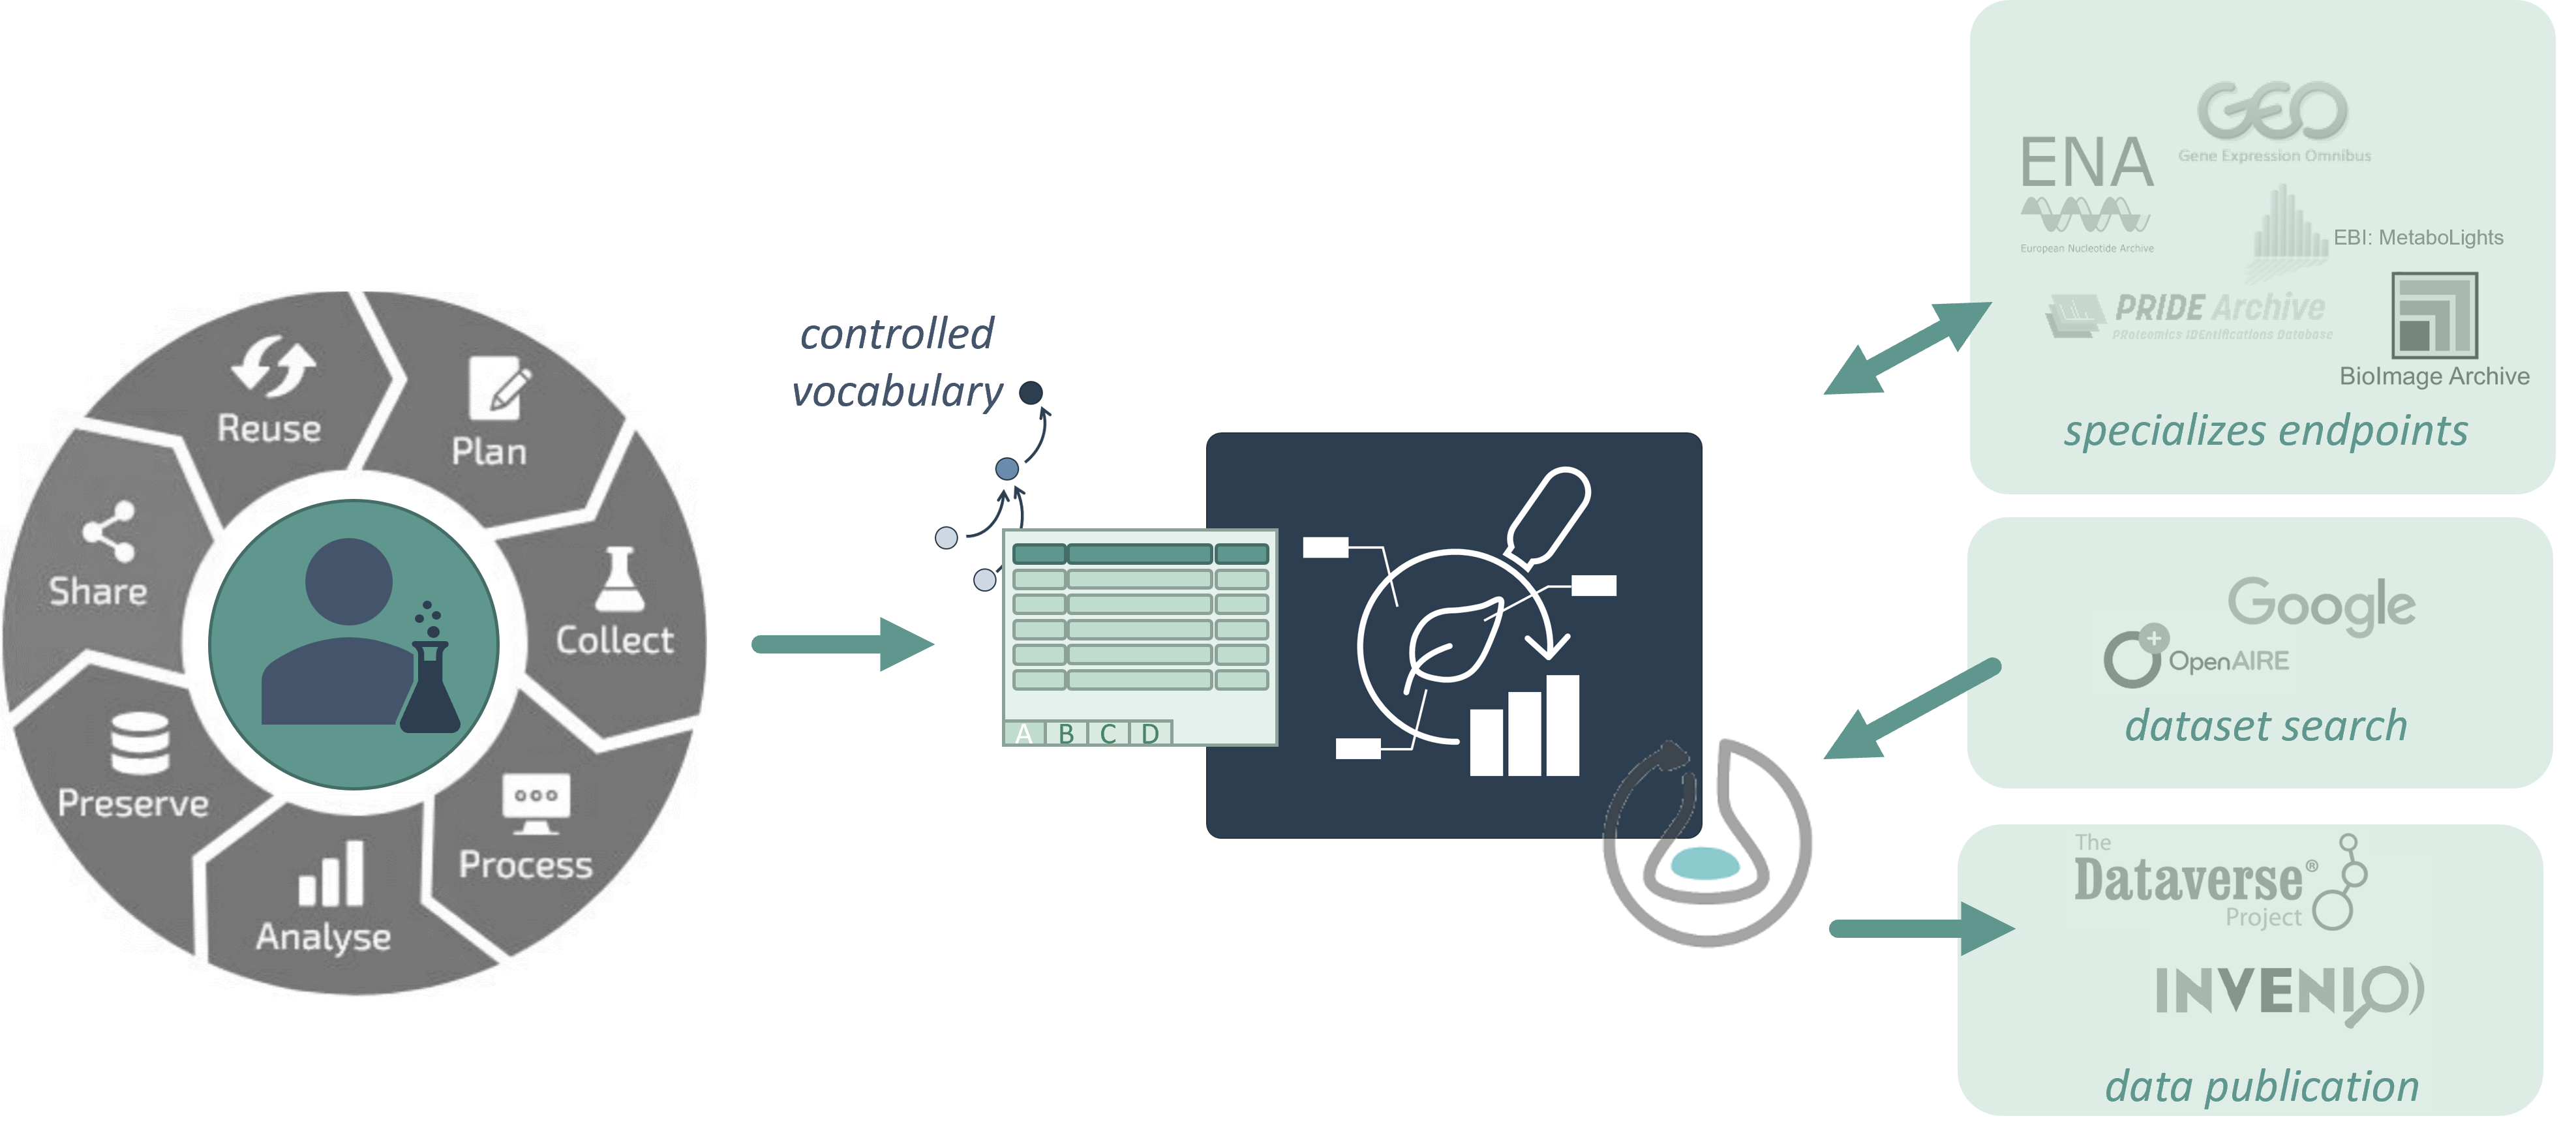 Reuse
Plan
Share
Collect
Preserve
Process
Analyse
controlled
vocabulary
A B C D
GEO
Gene Expression Omnibus
ENA
European Nucleotide Archive
EBI: MetaboLights
PRIDE Archive
PRoteomics IDEntifications Database
BioImage Archive
specializes endpoints
Google
OpenAIRE
dataset search
The
Dataverse®
Project
INVENIO
data publication